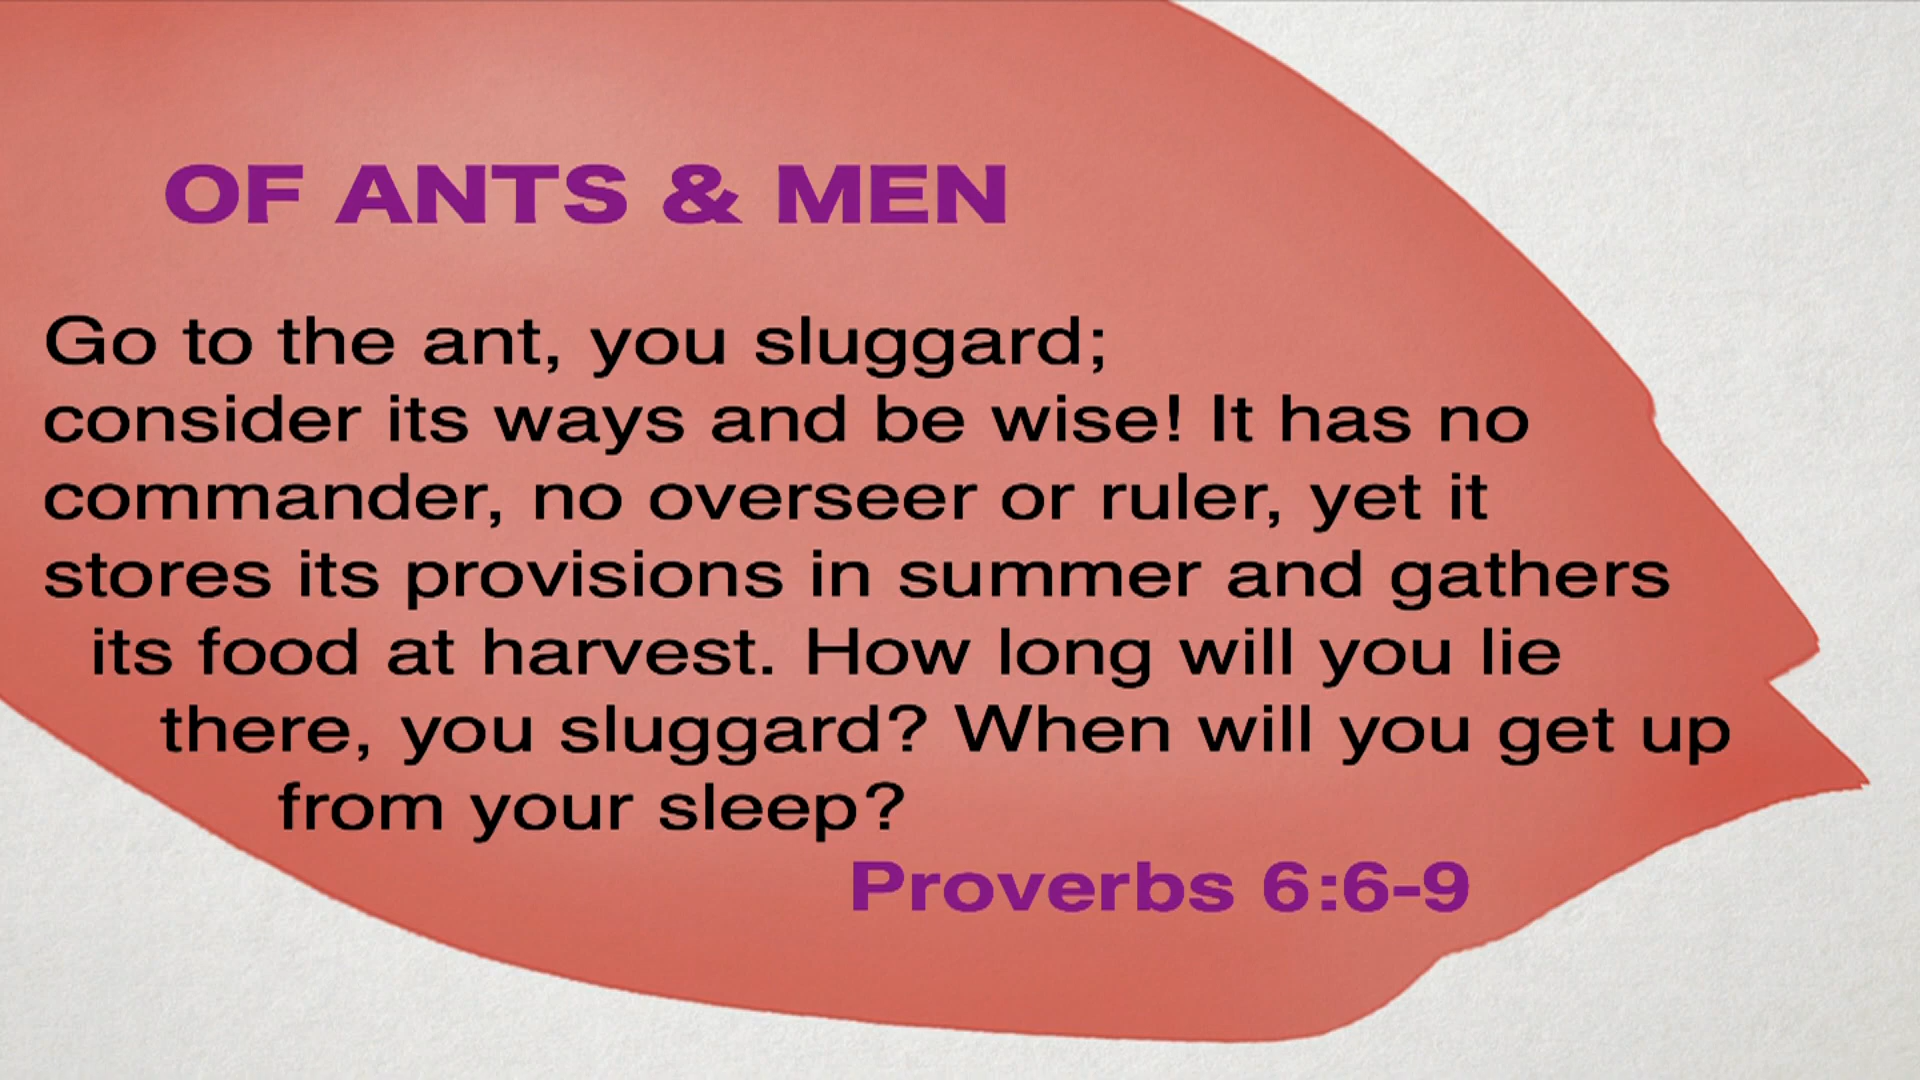 OF ANTS & MEN
Go to the ant, you sluggard;
consider its ways and be wise! It has no
commander, no overseer or ruler, yet it
stores its provisions in summer and gathers
its food at harvest. How long will you lie
there, you sluggard? When will you get up
from your sleep?
Proverbs 6:6-9